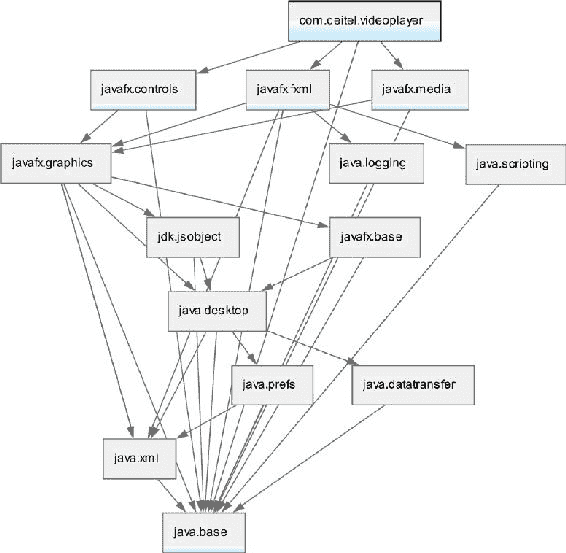 com.deitel.videoplayer
javafx.controls
javafx.fxml
javafx.media
javafx.graphics
java.logging
java.scripting
jdk.jsobject
javafx.base
java.desktop
java.prefs
java.datatransfer
java.xml
java.base